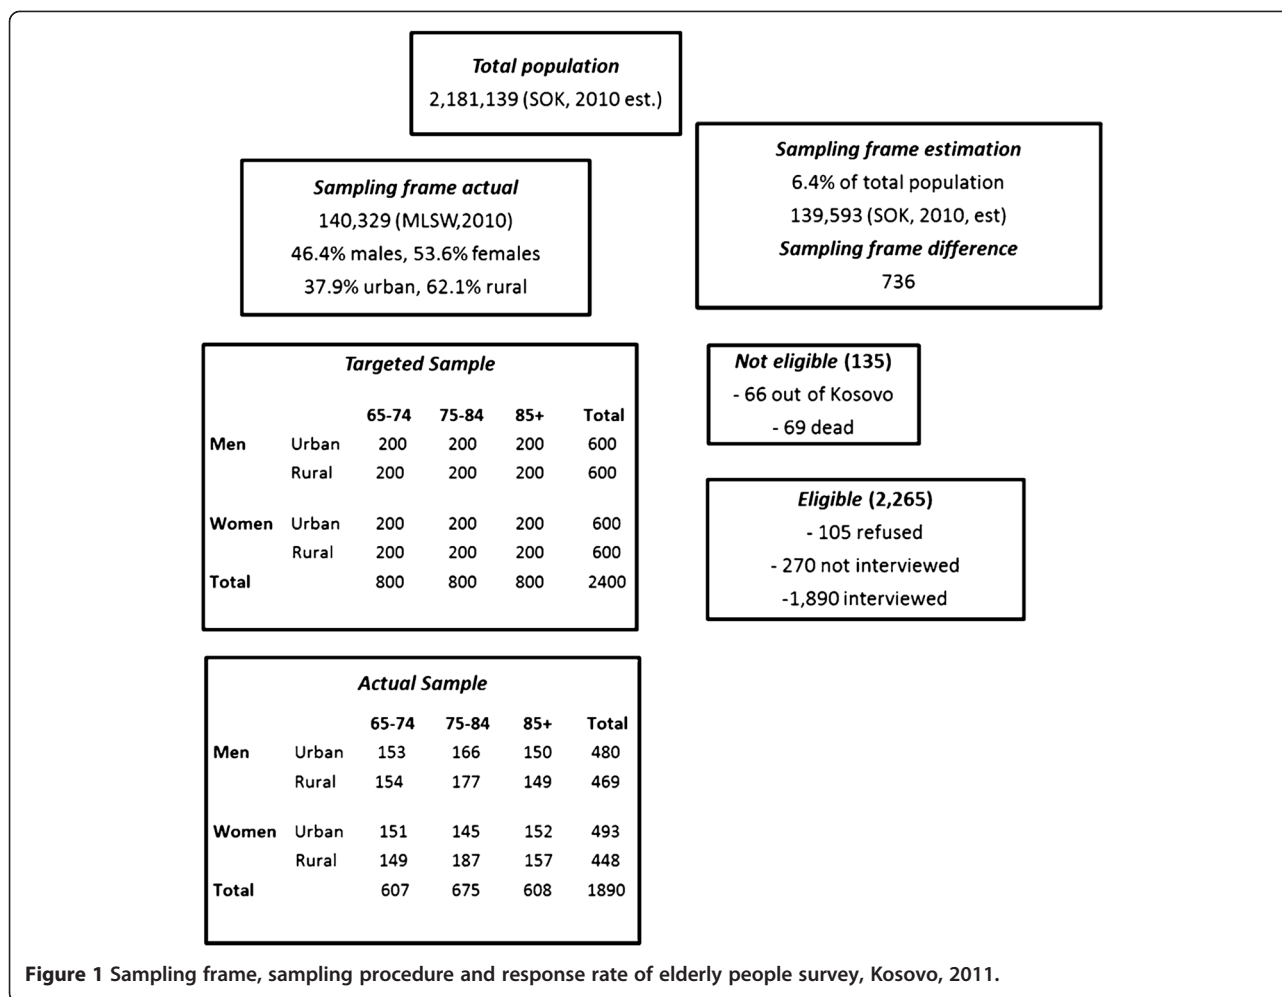 Total population
2,181,139 (SOK, 2010 est.)
Sampling frame estimation
6.4% of total population
139,593 (SOK, 2010, est)
Sampling frame difference
736
Sampling frame actual
140,329 (MLSW,2010)
46.4% males, 53.6% females
37.9% urban, 62.1% rural
Targeted Sample
65-74 75-84 85+ Total
Men Urban 200 200 200 600
Rural 200 200 200 600
Women Urban 200 200 200 600
Rural 200 200 200 600
Total 800 800 800 2400
Not eligible (135)
- 66 out of Kosovo
- 69 dead
Eligible (2,265)
- 105 refused
- 270 not interviewed
-1,890 interviewed
Actual Sample
65-74 75-84 85+ Total
Men Urban 153 166 150 480
Rural 154 177 149 469
Women Urban 151 145 152 493
Rural 149 187 157 448
Total 607 675 608 1890
Figure 1 Sampling frame, sampling procedure and response rate of elderly people survey, Kosovo, 2011.